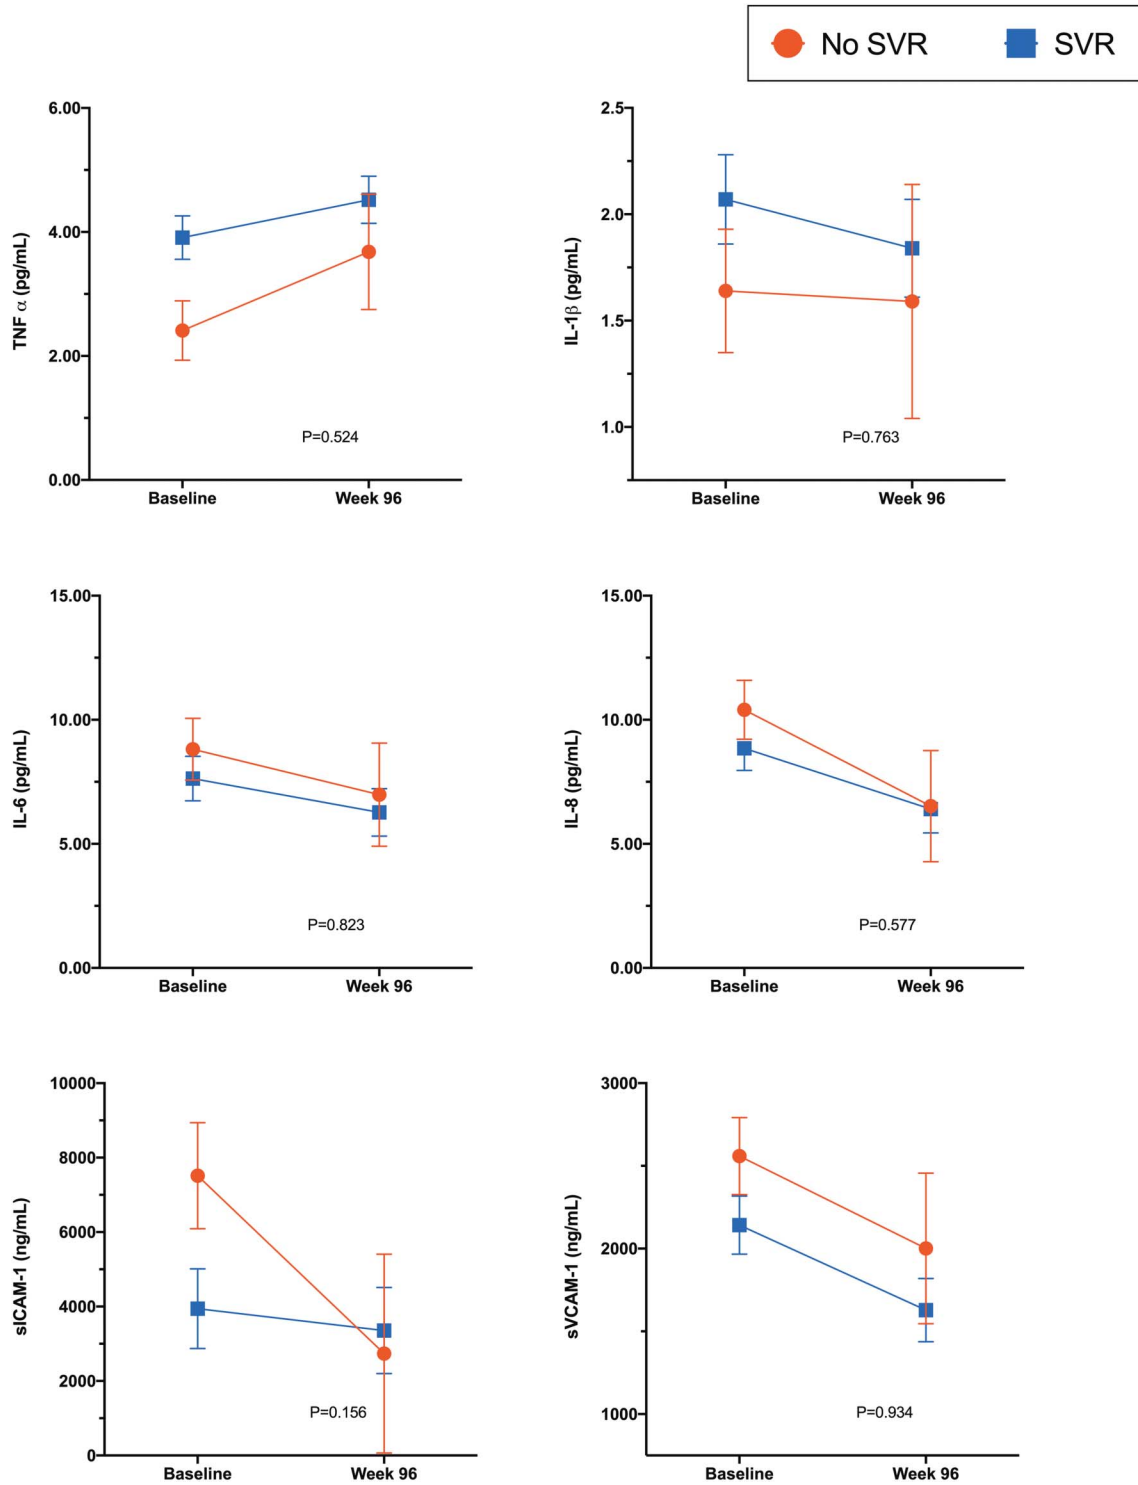 No SVR
SVR
TNF α (pg/mL)
6.00
4.00
2.00
0.00
P=0.524
Baseline
Week 96
IL-1β (pg/mL)
2.5
2.0
1.5
1.0
P=0.763
Baseline
Week 96
IL-6 (pg/mL)
15.00
10.00
5.00
0.00
P=0.823
Baseline
Week 96
IL-8 (pg/mL)
15.00
10.00
5.00
0.00
P=0.577
Baseline
Week 96
sICAM-1 (ng/mL)
10000
8000
6000
4000
2000
0
P=0.156
Baseline
Week 96
sVCAM-1 (ng/mL)
3000
2000
1000
P=0.934
Baseline
Week 96